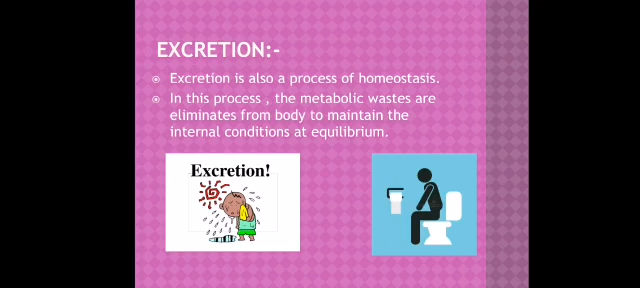 EXCRETION:-
Excretion is also a process of homeostasis.
In this process , the metabolic wastes are
eliminates from body to maintain the
internal conditions at equilibrium.
Excretion!